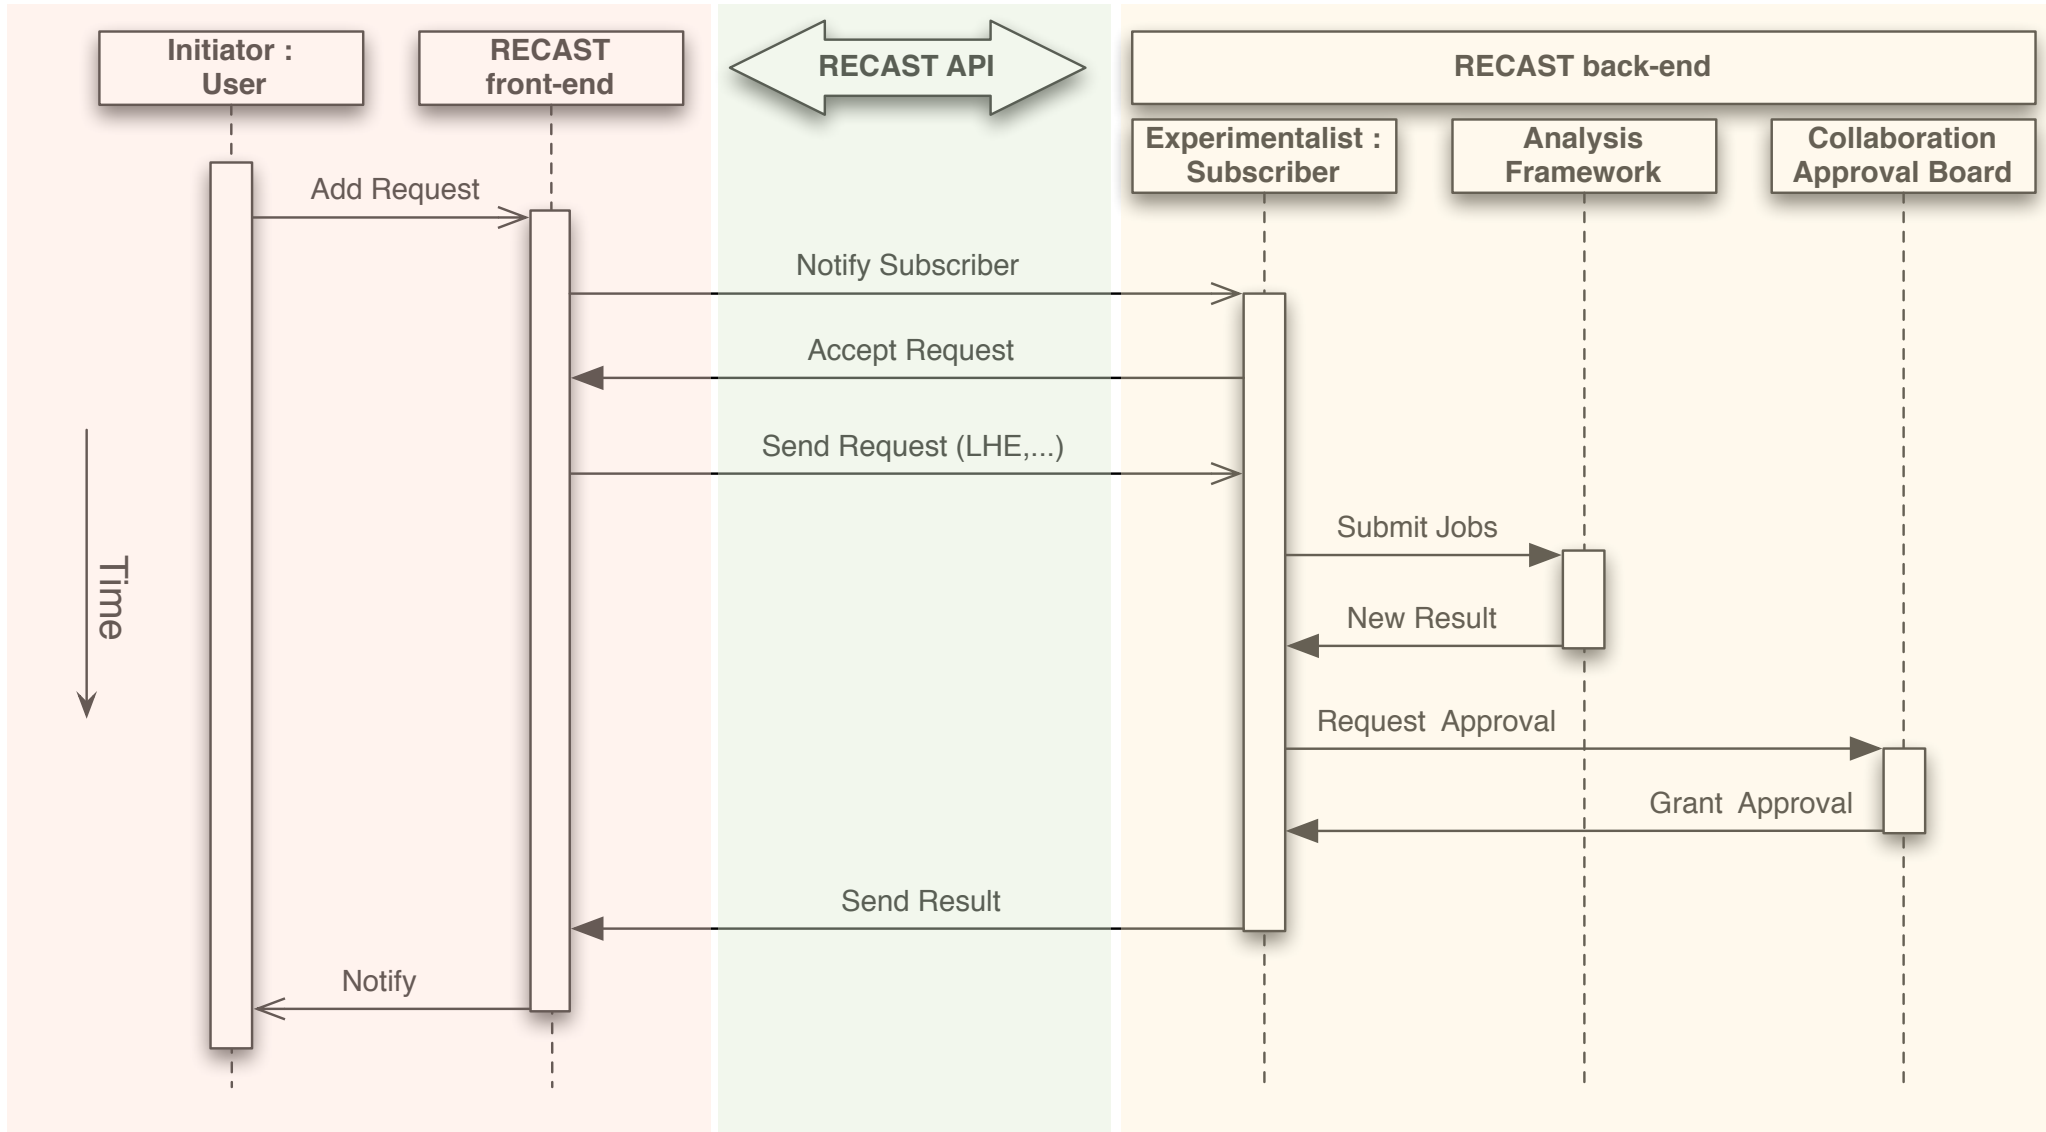 Initiator :
User
RECAST
front-end
RECAST API
RECAST back-end
Experimentalist :
Subscriber
Analysis
Framework
Collaboration
Approval Board
Add Request
Notify Subscriber
Accept Request
Send Request (LHE,...)
Submit Jobs
Time
New Result
Request Approval
Grant Approval
Send Result
Notify